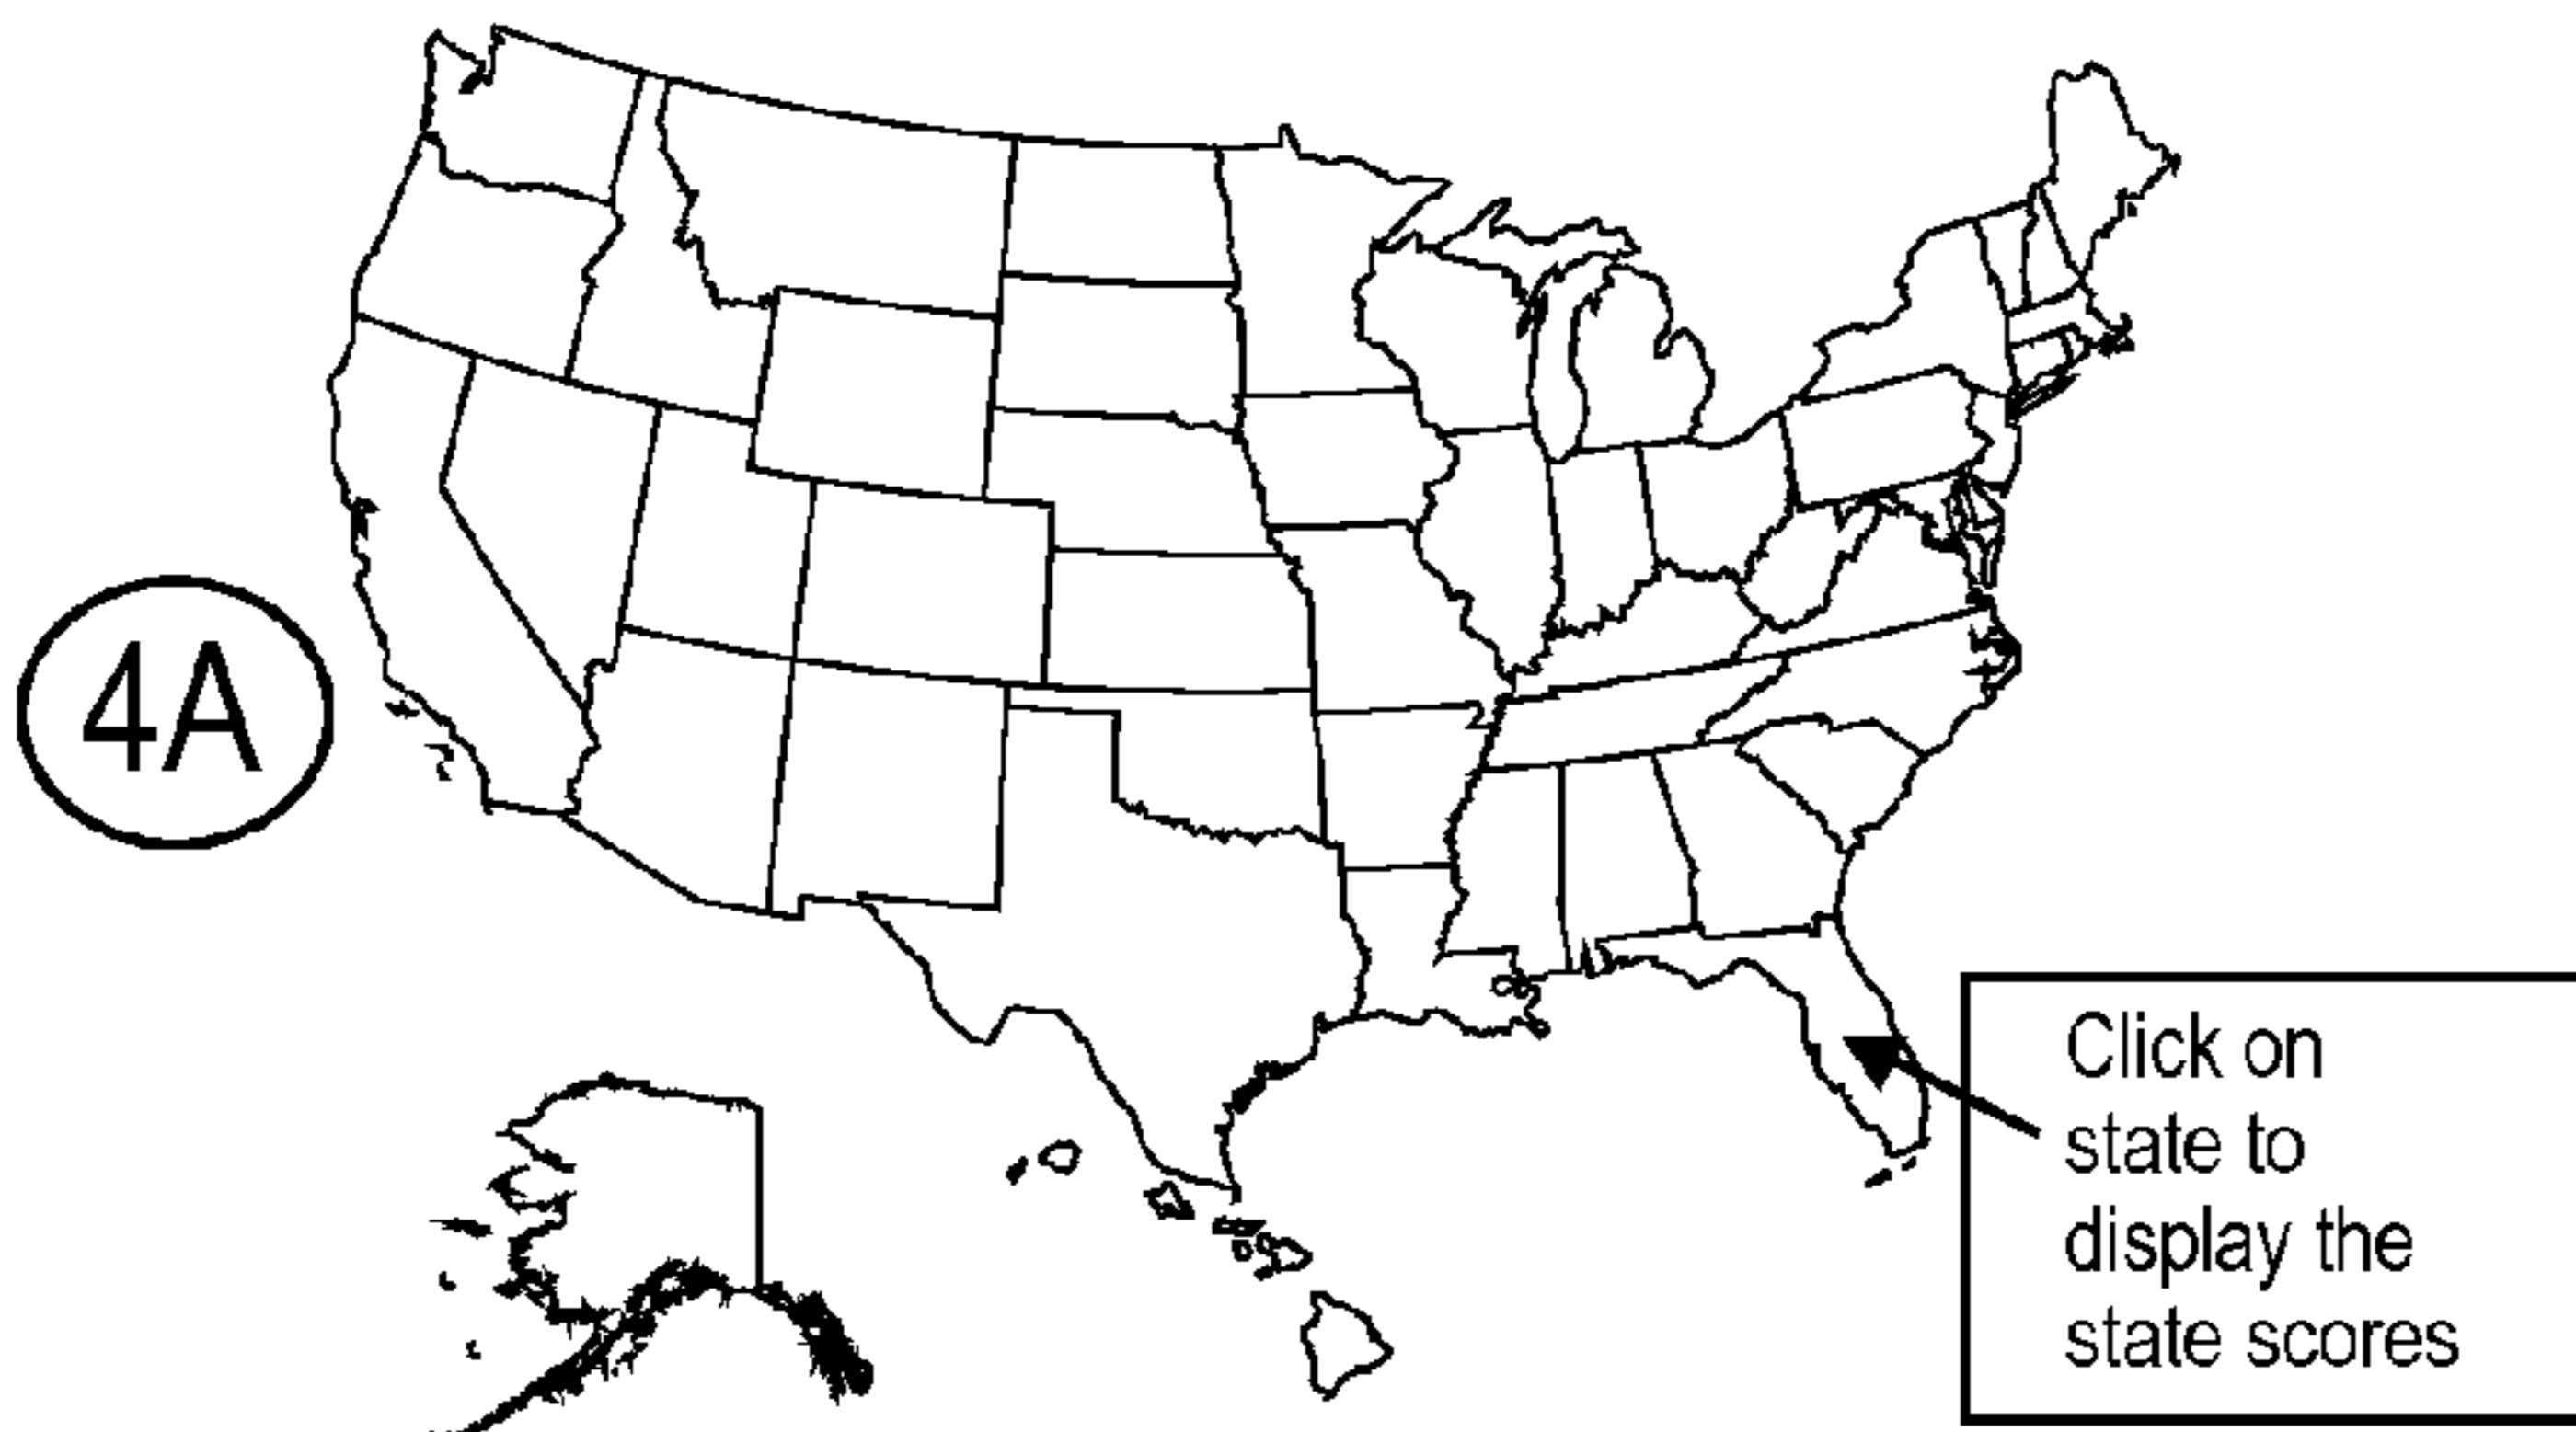 4A
Click on
state to
display the
state scores